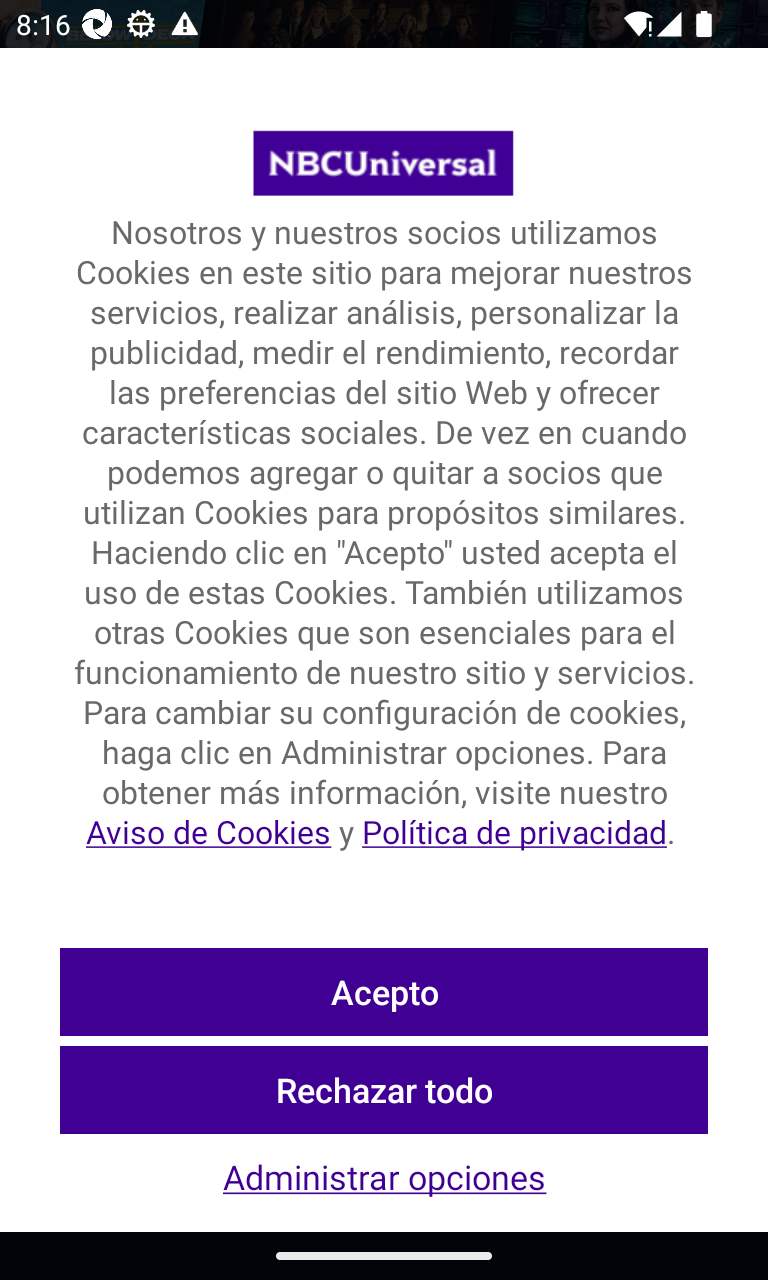 8:16
NBCUniversal
Nosotros y nuestros socios utilizamos
Cookies en este sitio para mejorar nuestros
servicios, realizar análisis, personalizar la
publicidad, medir el rendimiento, recordar
las preferencias del sitio Web y ofrecer
características sociales. De vez en cuando
podemos agregar o quitar a socios que
utilizan Cookies para propósitos similares.
Haciendo clic en "Acepto" usted acepta el
uso de estas Cookies. También utilizamos
otras Cookies que son esenciales para el
funcionamiento de nuestro sitio y servicios.
Para cambiar su configuración de cookies,
haga clic en Administrar opciones. Para
obtener más información, visite nuestro
Aviso de Cookies y Política de privacidad.
Acepto
Rechazar todo
Administrar opciones